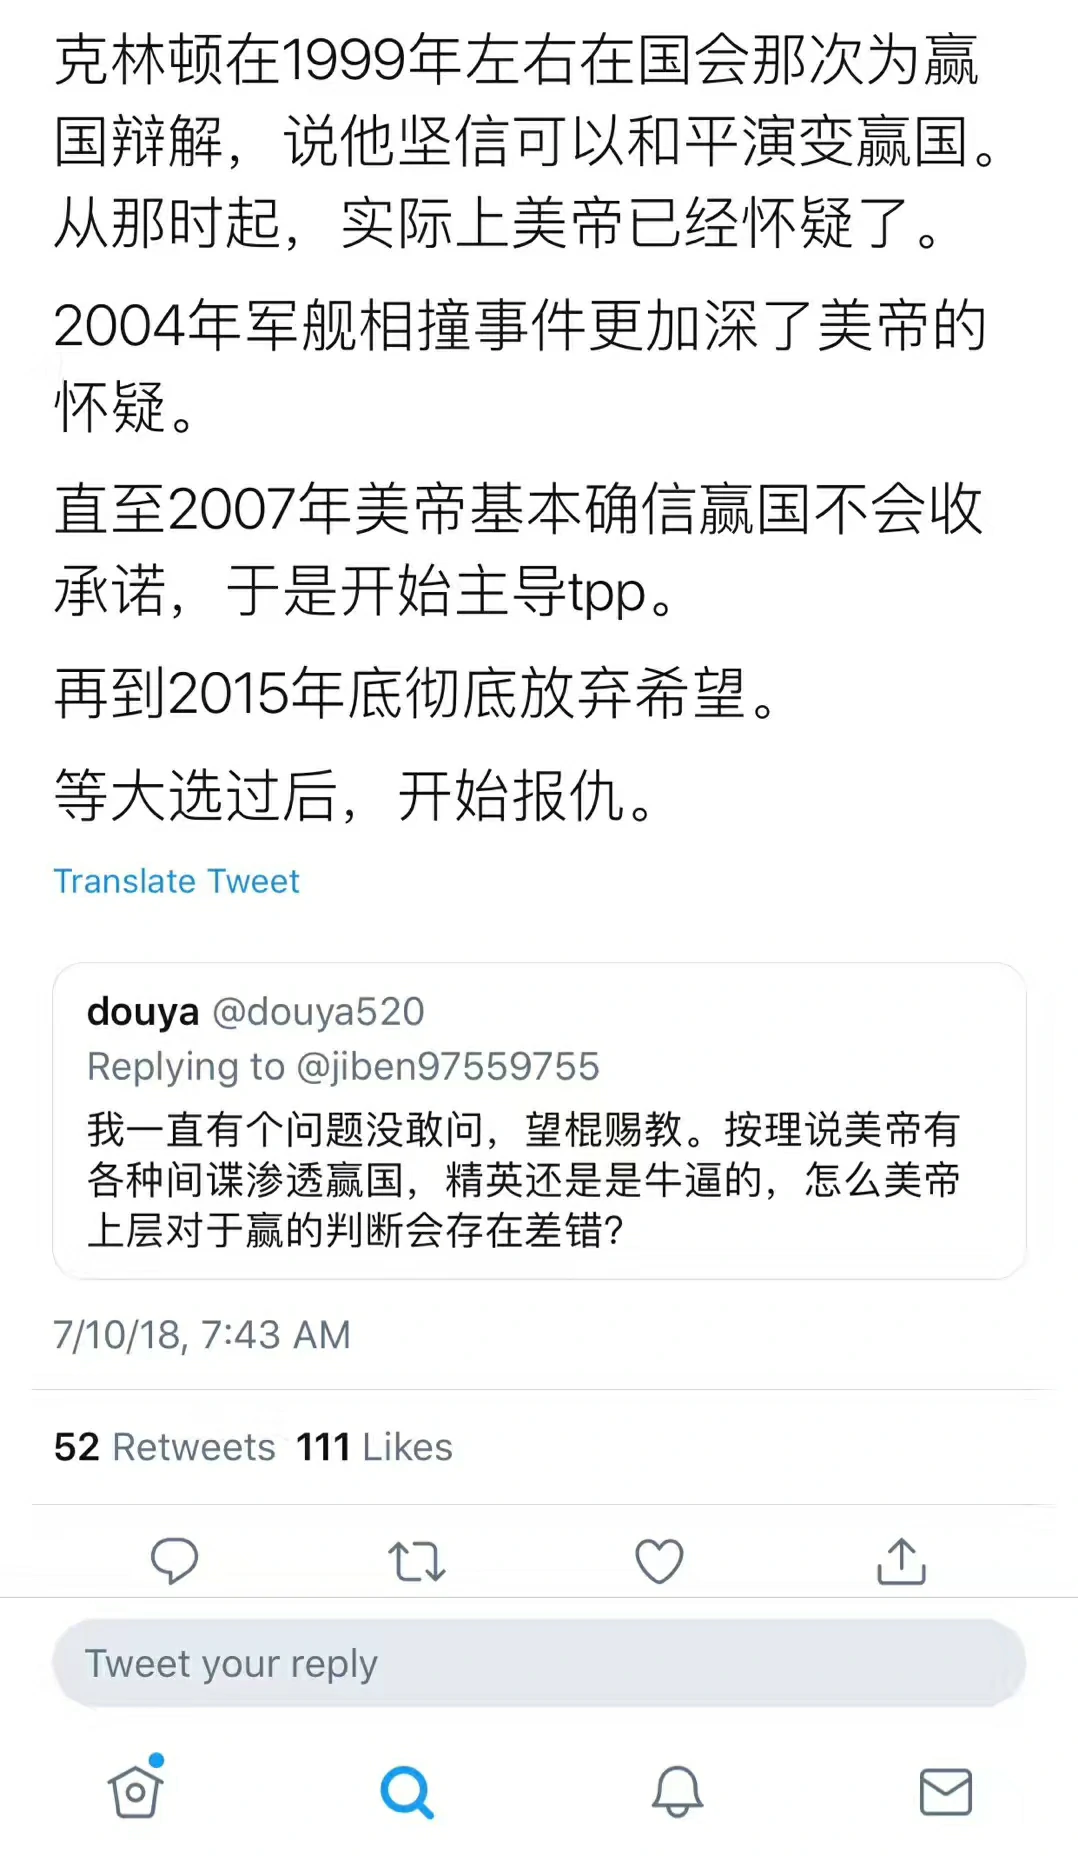 克林顿在1999年左右在国会那次为赢
国辩解，说他坚信可以和平演变赢国。
从那时起，实际上美帝已经怀疑了。
2004年军舰相撞事件更加深了美帝的
怀疑。
直至2007年美帝基本确信赢国不会收
承诺，于是开始主导tpp。
再到2015年底彻底放弃希望。
等大选过后，开始报仇。
Translate Tweet
douya @douya520
Replying to @jiben97559755
我一直有个问题没敢问，望棍赐教。按理说美帝有
各种间谍渗透赢国，精英还是是牛逼的，怎么美帝
上层对于赢的判断会存在差错？
7/10/18, 7:43 AM
52 Retweets 111 Likes
Tweet your reply